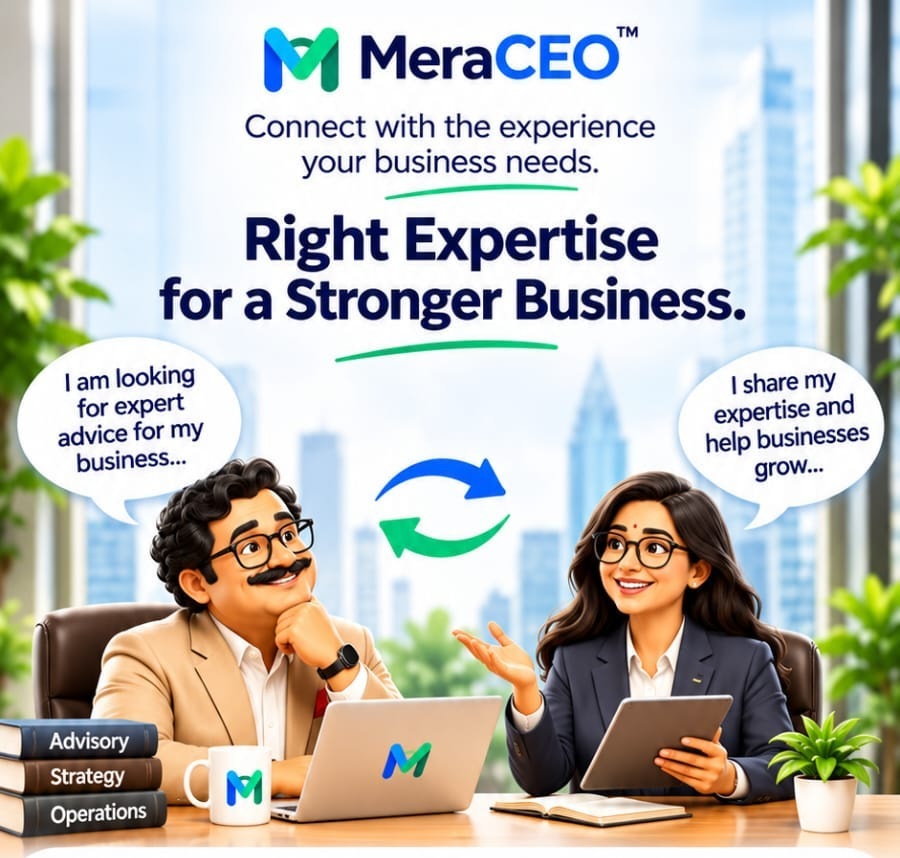 MeraCEO™
Connect with the experience
your business needs.
Right Expertise
for a Stronger Business.
I am looking
for expert
advice for my
business...
I share my
expertise and
help businesses
grow...
Advisory
Strategy
Operations